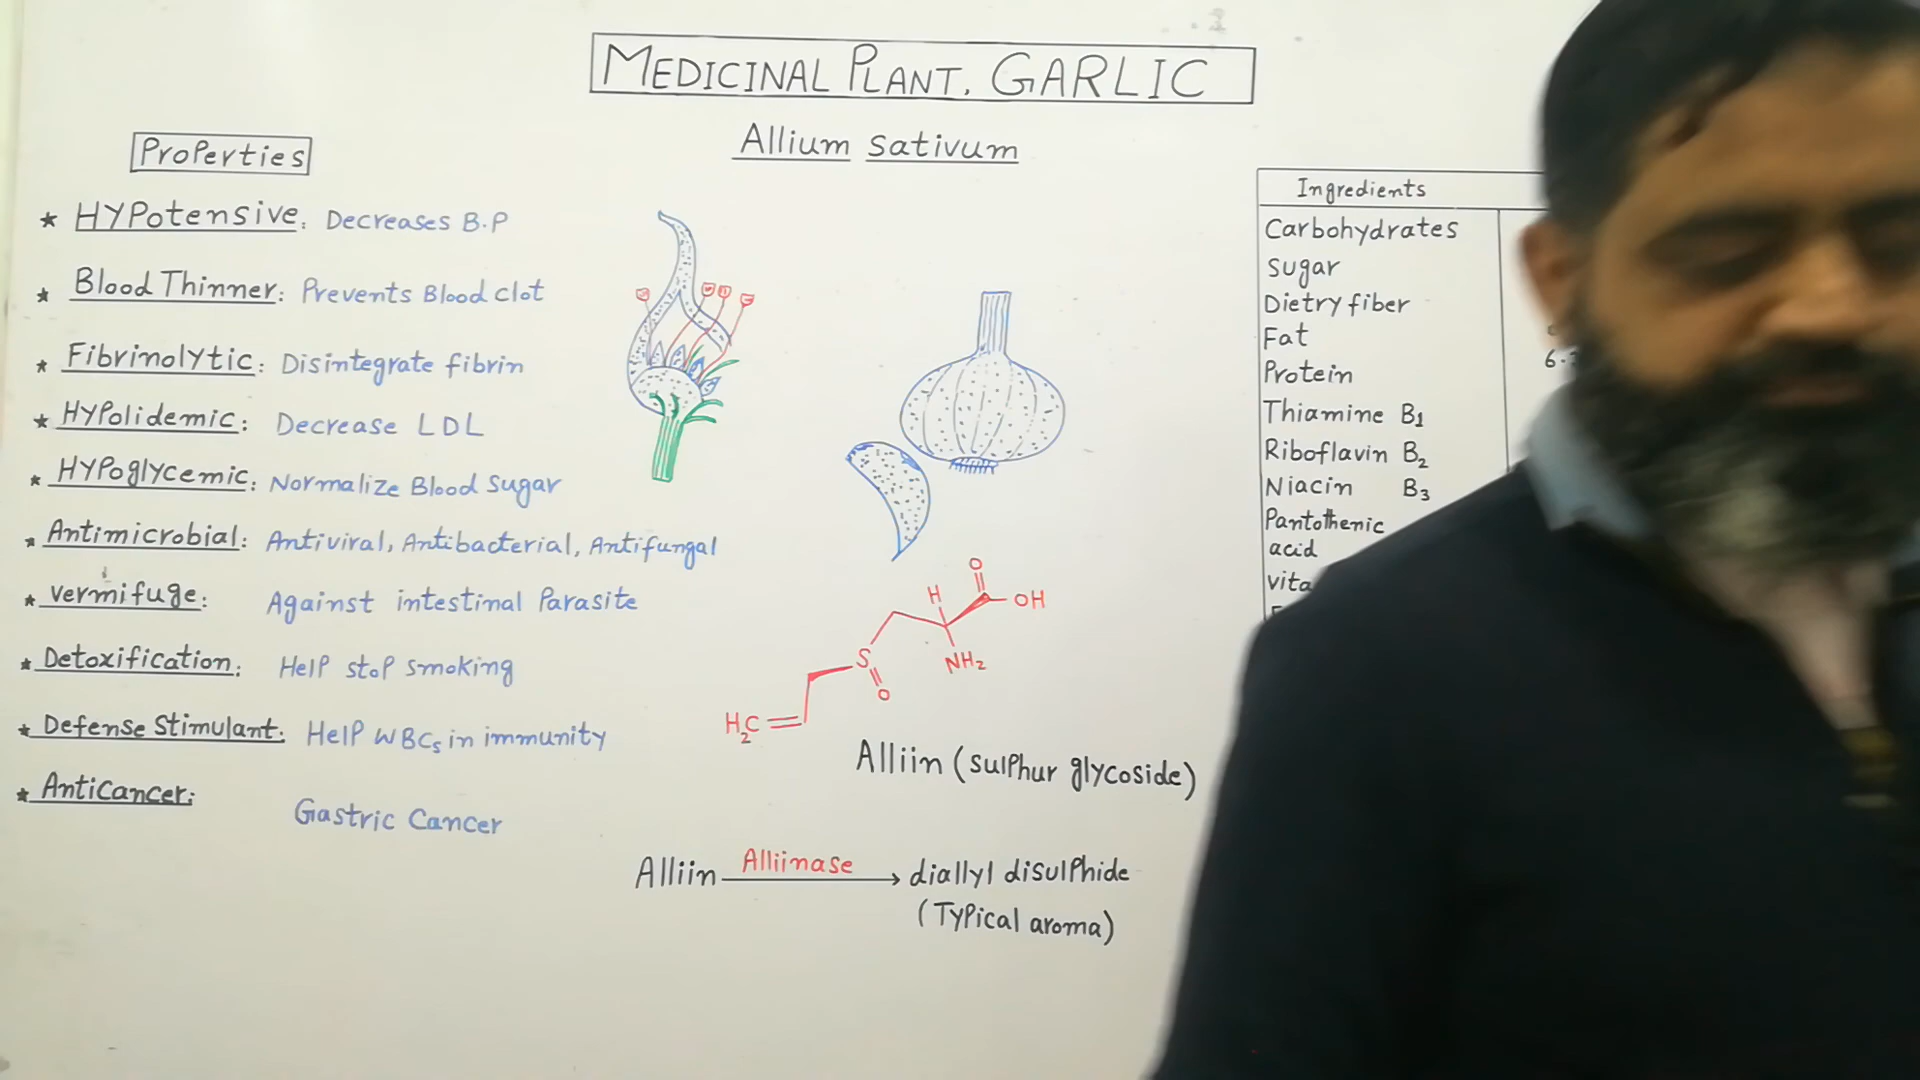 MEDICINAL PLANT. GARLIC
Allium sativum
Properties
★ HYPotensive: Decreases B.P
★ Blood Thinner: Prevents Blood clot
★ Fibrinolytic: Disintegrate fibrin
★ HYPolidemic: Decrease LDL
★ HYPoglycemic: Normalize Blood Sugar
★ Antimicrobial: Antiviral, Antibacterial, Antifungal
★ vermifuge: Against intestinal Parasite
★ Detoxification: Help stop smoking
★ Defense Stimulant: Help WBCs in immunity
★ AntiCancer:
Gastric Cancer
O
H
OH
S
NH₂
O
H₂C
Alliin (sulphur glycoside)
Alliin Alliinase → diallyl disulphide
(Typical aroma)
Ingredients
Carbohydrates
Sugar
Dietry fiber
Fat
Protein
Thiamine B₁
Riboflavin B₂
Niacin B₃
Pantothenic
acid
vita